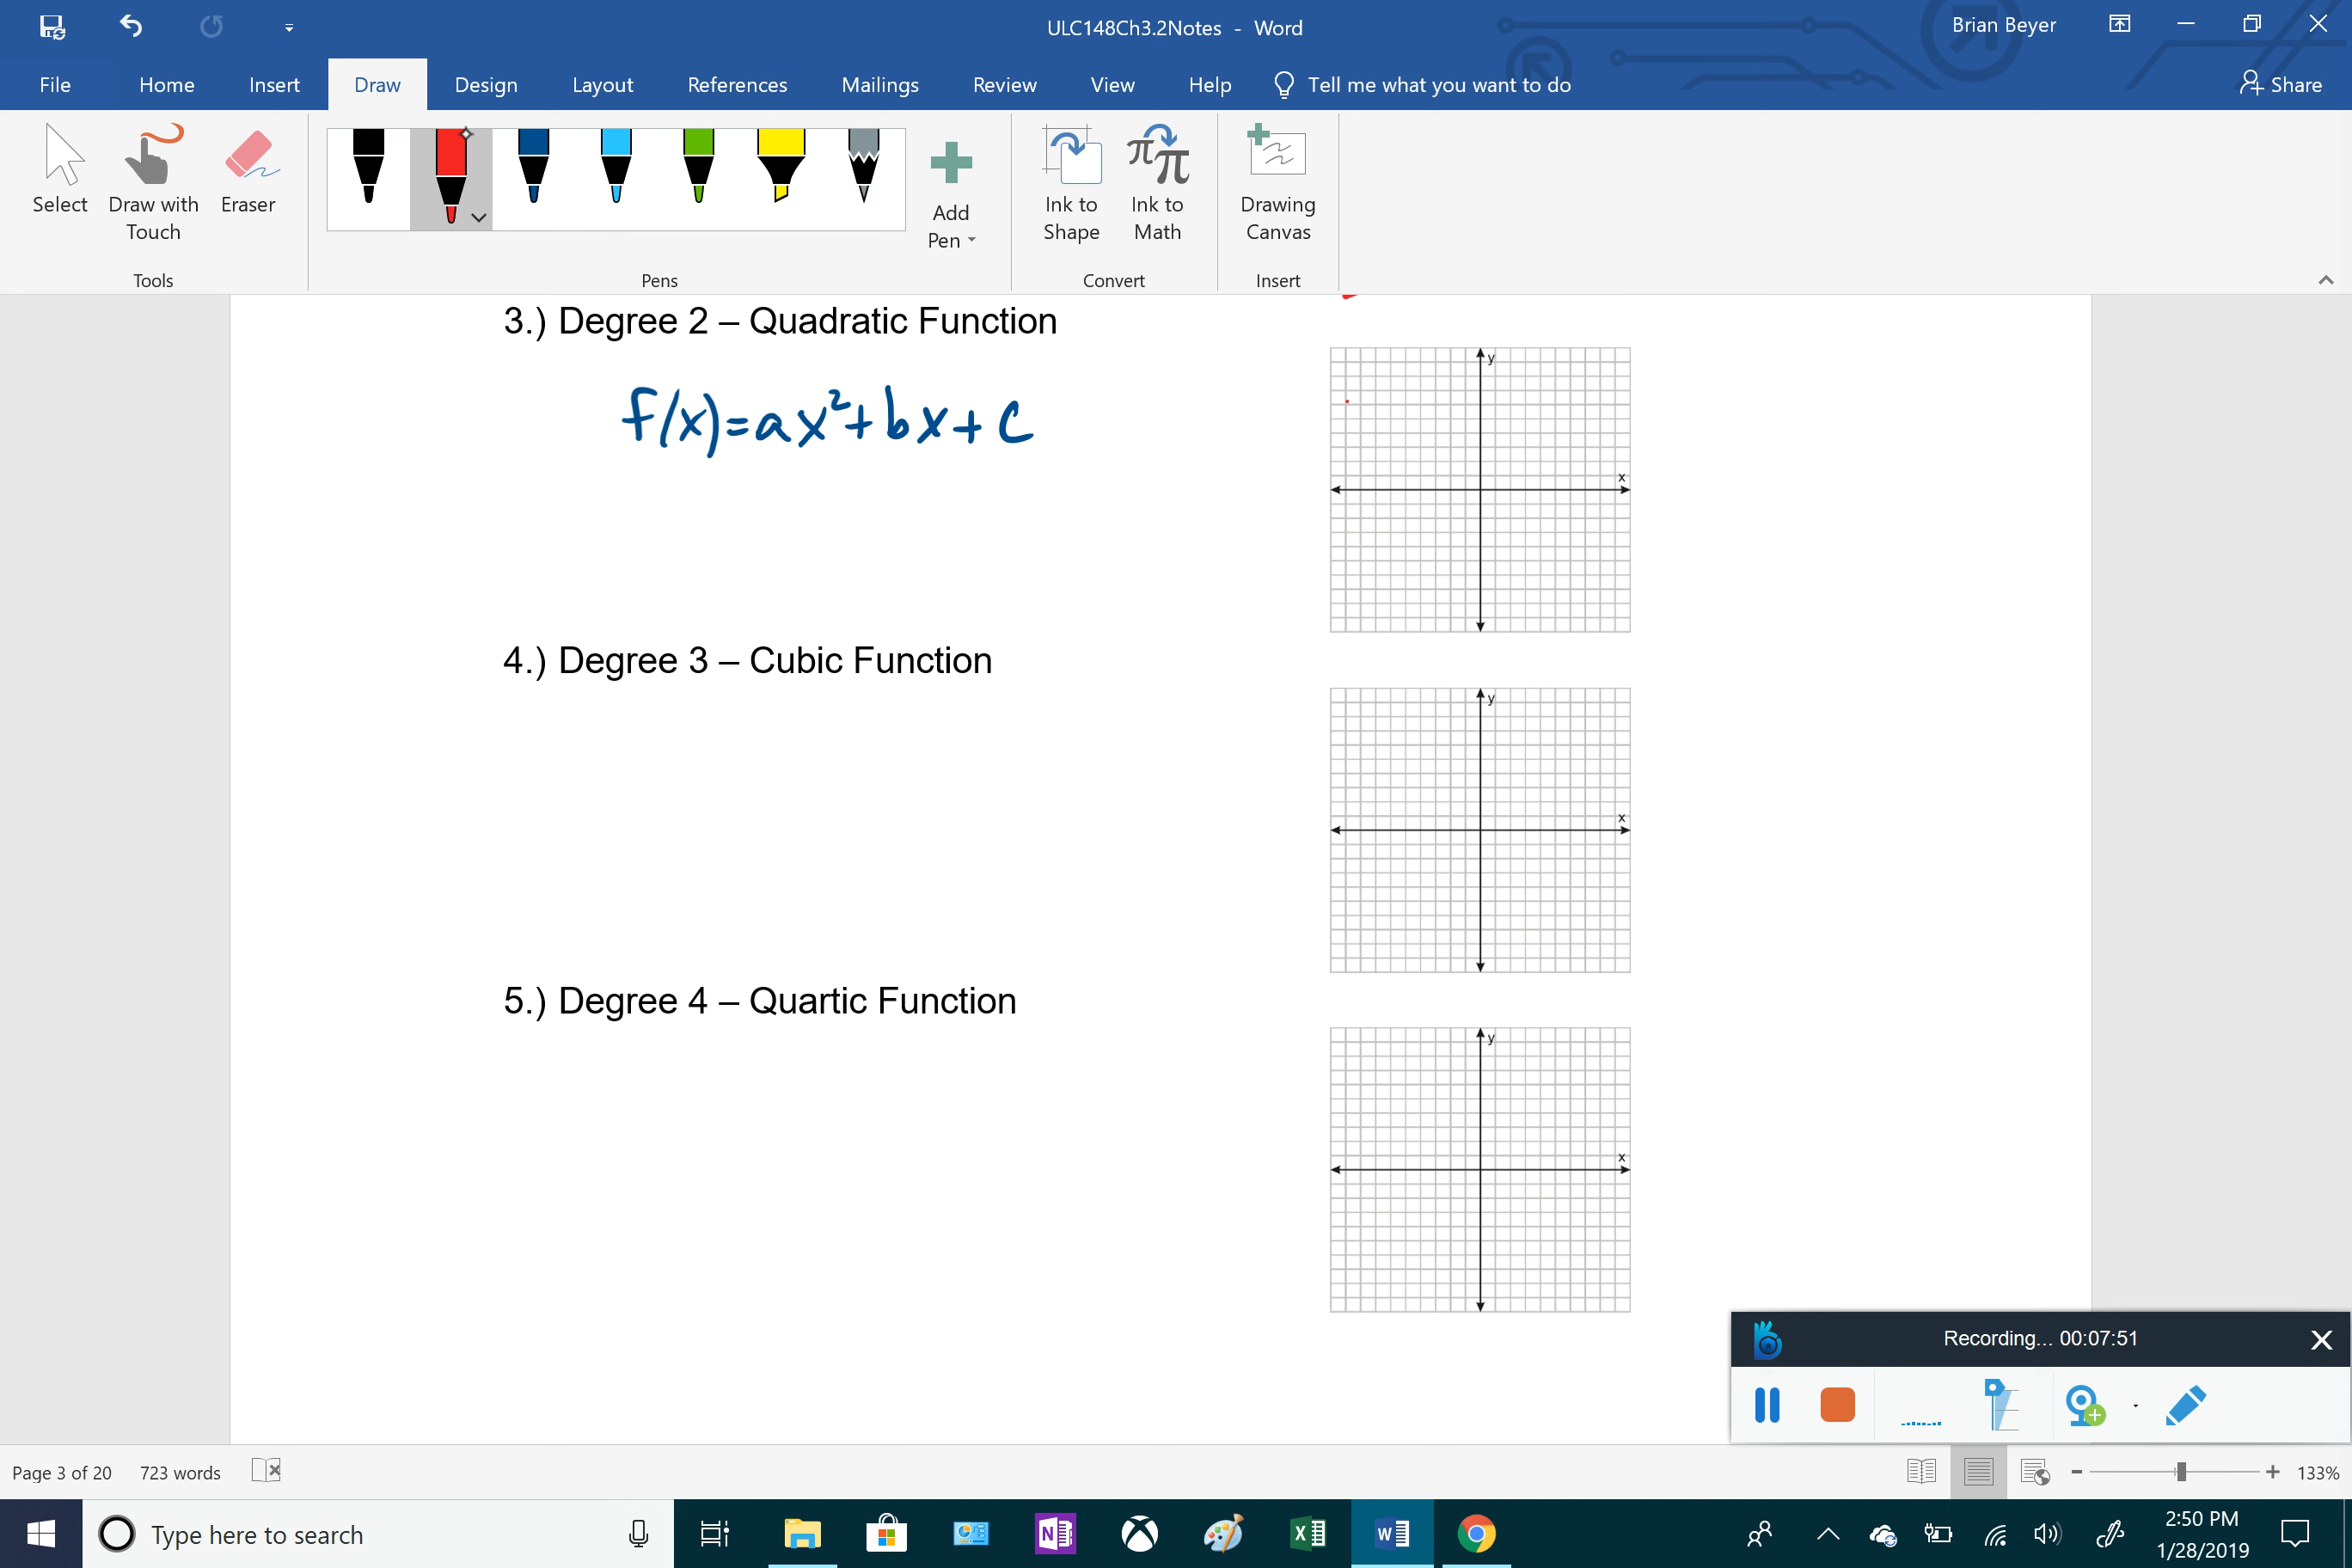 ULC148Ch3.2Notes - Word
Brian Beyer
File Home Insert Draw Design Layout References Mailings Review View Help Tell me what you want to do Share
Select Draw with Touch Eraser
Tools
Pens
Add Pen
Ink to Shape Ink to Math
Convert
Drawing Canvas
Insert
3.) Degree 2 – Quadratic Function
f(x)=ax²+bx+c
y
x
4.) Degree 3 – Cubic Function
y
x
5.) Degree 4 – Quartic Function
y
x
Recording... 00:07:51
Page 3 of 20 723 words
133%
Type here to search
2:50 PM
1/28/2019